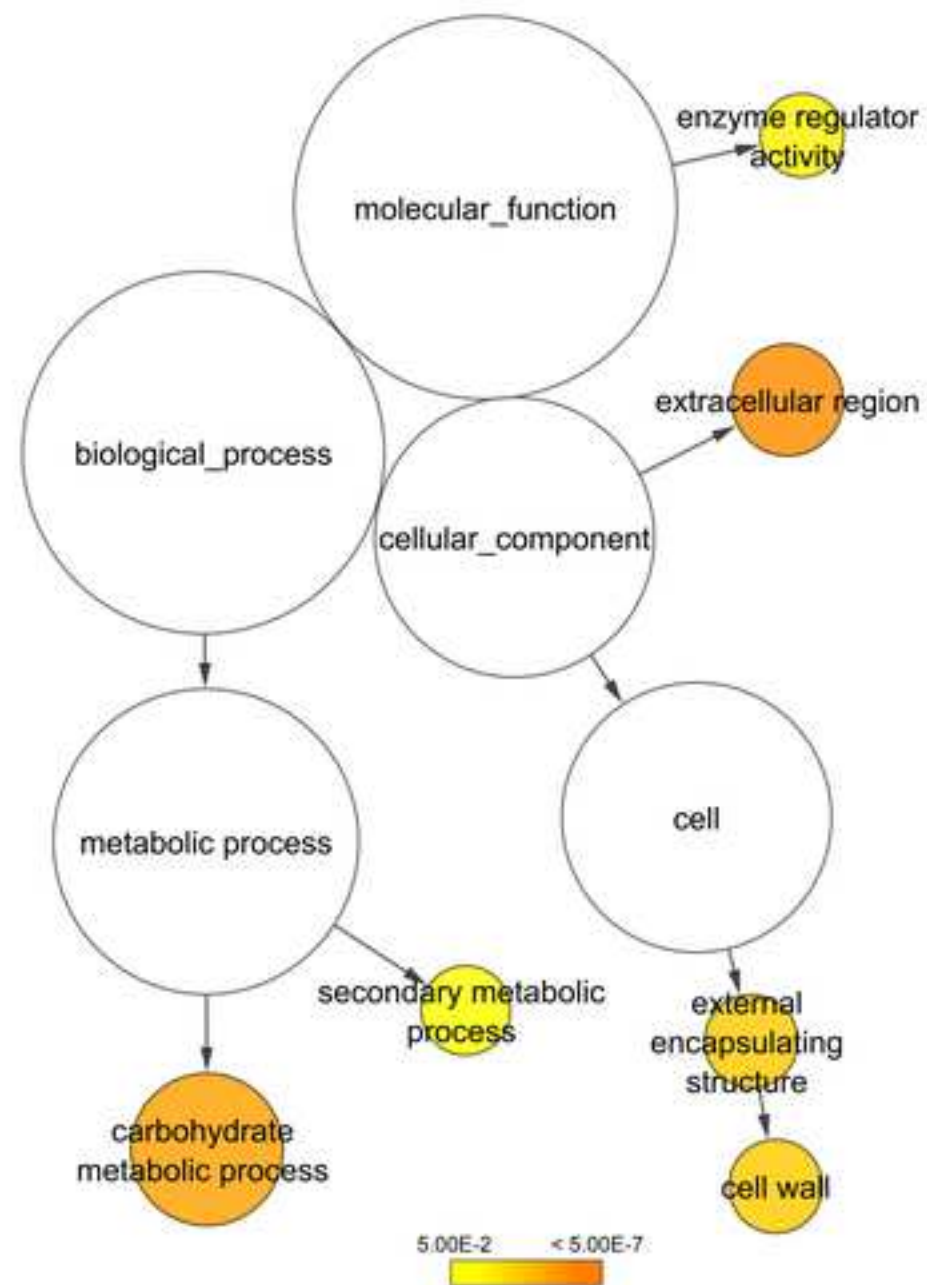 enzyme regulator
activity
molecular_function
extracellular region
biological_process
cellular_component
cell
metabolic process
secondary metabolic
process
external
encapsulating
structure
carbohydrate
metabolic process
cell wall
5.00E-2 < 5.00E-7